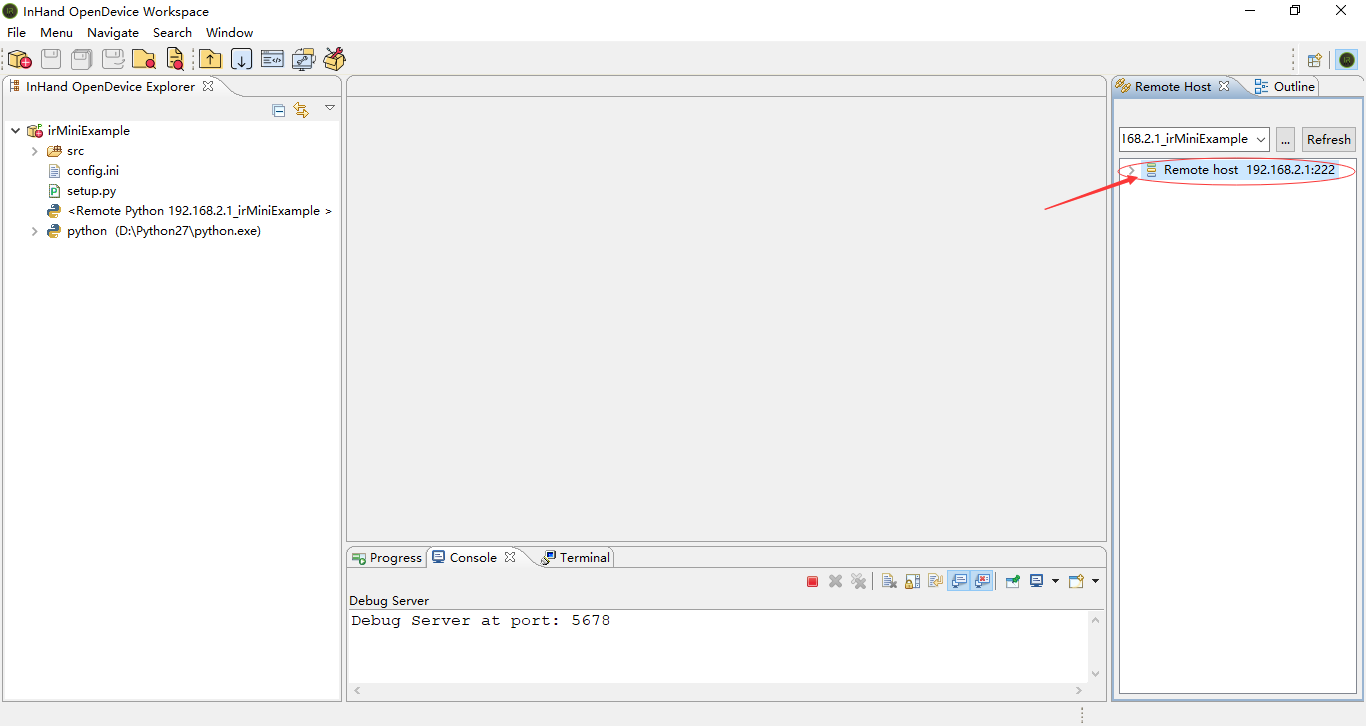 InHand OpenDevice Workspace
File Menu Navigate Search Window
InHand OpenDevice Explorer
irMiniExample
src
config.ini
setup.py
<Remote Python 192.168.2.1_irMiniExample >
python (D:\Python27\python.exe)
Progress Console Terminal
Debug Server
Debug Server at port: 5678
Remote Host Outline
168.2.1_irMiniExample ... Refresh
Remote host 192.168.2.1:222